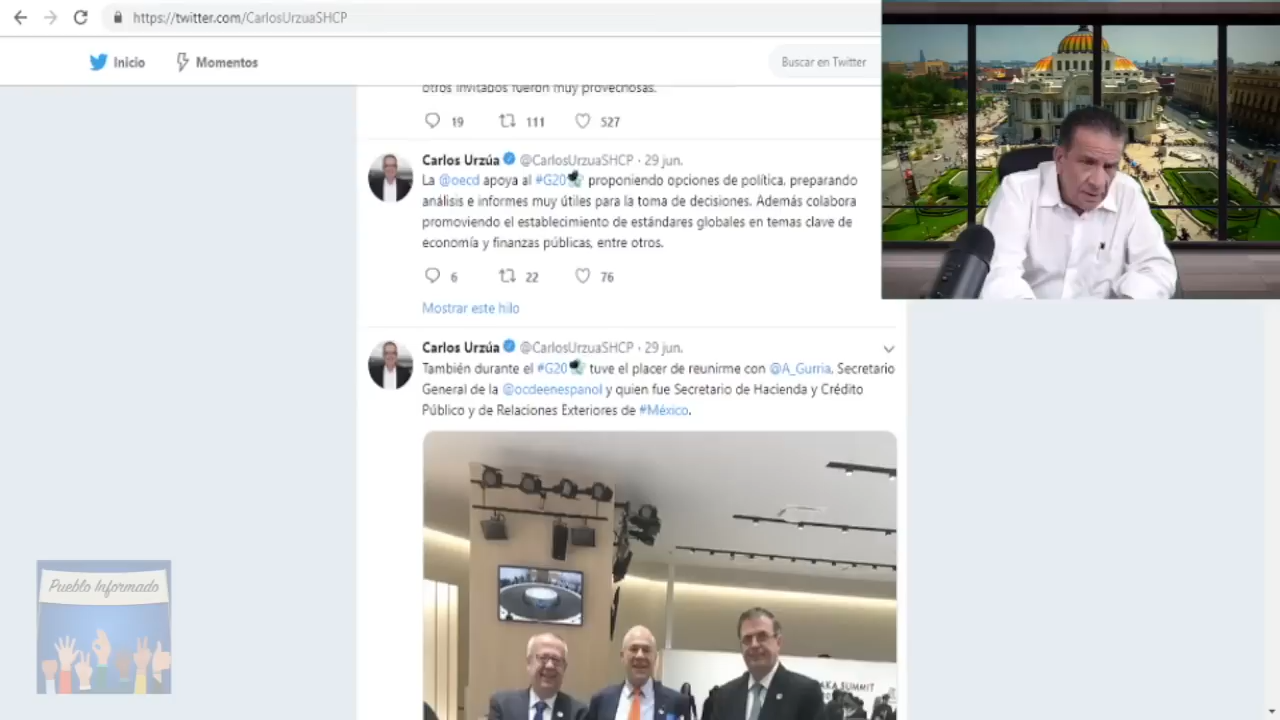 https://twitter.com/CarlosUrzuaSHCP
Inicio
Momentos
Buscar en Twitter
otros invitados fueron muy provechosas.
19 111 527
Carlos Urzúa @CarlosUrzuaSHCP · 29 jun.
La @oecd apoya al #G20 proponiendo opciones de política, preparando
análisis e informes muy útiles para la toma de decisiones. Además colabora
promoviendo el establecimiento de estándares globales en temas clave de
economía y finanzas públicas, entre otros.
6 22 76
Mostrar este hilo
Carlos Urzúa @CarlosUrzuaSHCP · 29 jun.
También durante el #G20 tuve el placer de reunirme con @A_Gurria, Secretario
General de la @ocdeenespanol y quien fue Secretario de Hacienda y Crédito
Público y de Relaciones Exteriores de #México.
Pueblo Informado
SUMMIT